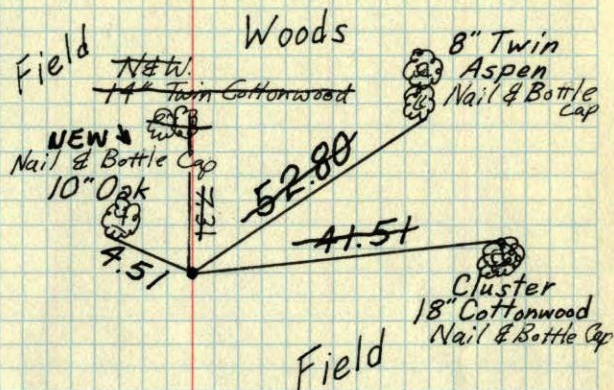 Woods
Field
N&W.
14" Twin Cottonwood
8" Twin
Aspen
Nail & Bottle
Cap
NEW
Nail & Bottle Cap
10" Oak
7.31
52.80
41.51
4.51
Cluster
18" Cottonwood
Nail & Bottle Cap
Field